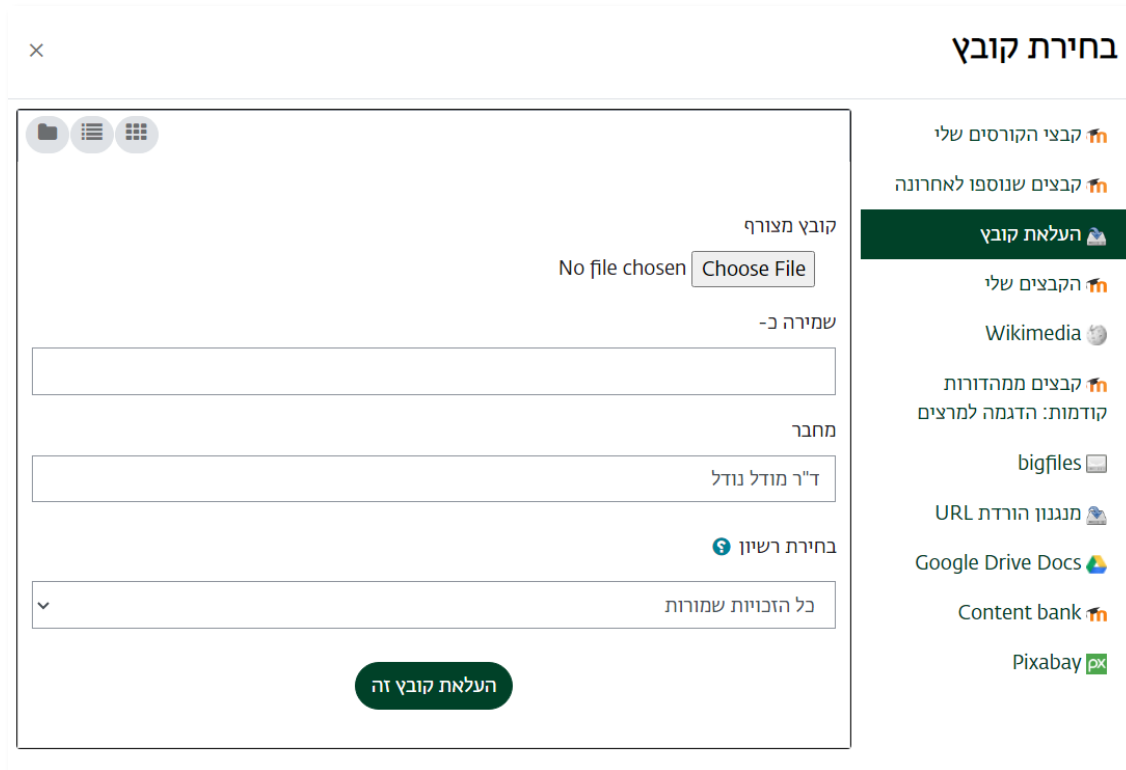 בחירת קובץ
×
קבצי הקורסים שלי
קבצים שנוספו לאחרונה
העלאת קובץ
הקבצים שלי
Wikimedia
קבצים ממהדורות
קודמות: הדגמה למרצים
bigfiles
מנגנון הורדת URL
Google Drive Docs
Content bank
Pixabay
קובץ מצורף
Choose File No file chosen
שמירה כ-
מחבר
ד"ר מודל נודל
בחירת רשיון
כל הזכויות שמורות
העלאת קובץ זה